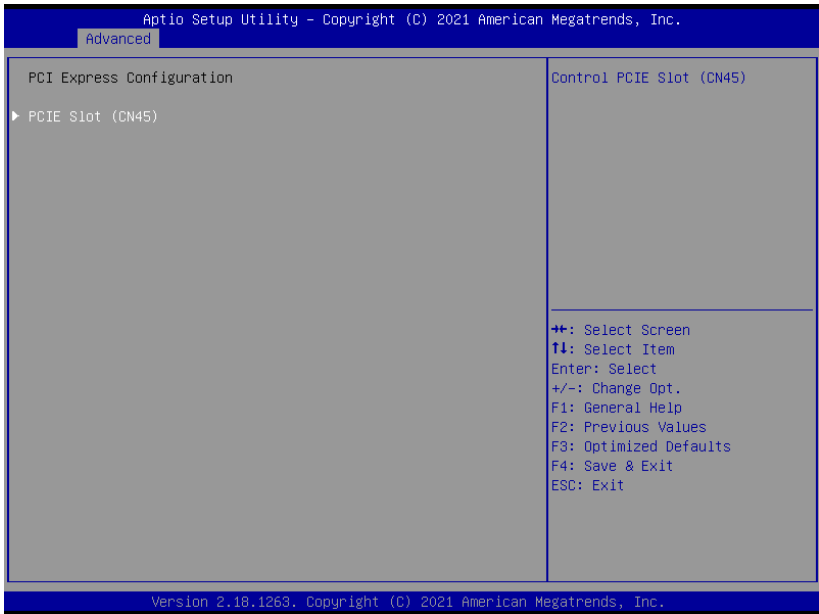 Aptio Setup Utility – Copyright (C) 2021 American Megatrends, Inc.
Advanced
PCI Express Configuration
▶ PCIE Slot (CN45)
Control PCIE Slot (CN45)
→←: Select Screen
↑↓: Select Item
Enter: Select
+/-: Change Opt.
F1: General Help
F2: Previous Values
F3: Optimized Defaults
F4: Save & Exit
ESC: Exit
Version 2.18.1263. Copyright (C) 2021 American Megatrends, Inc.